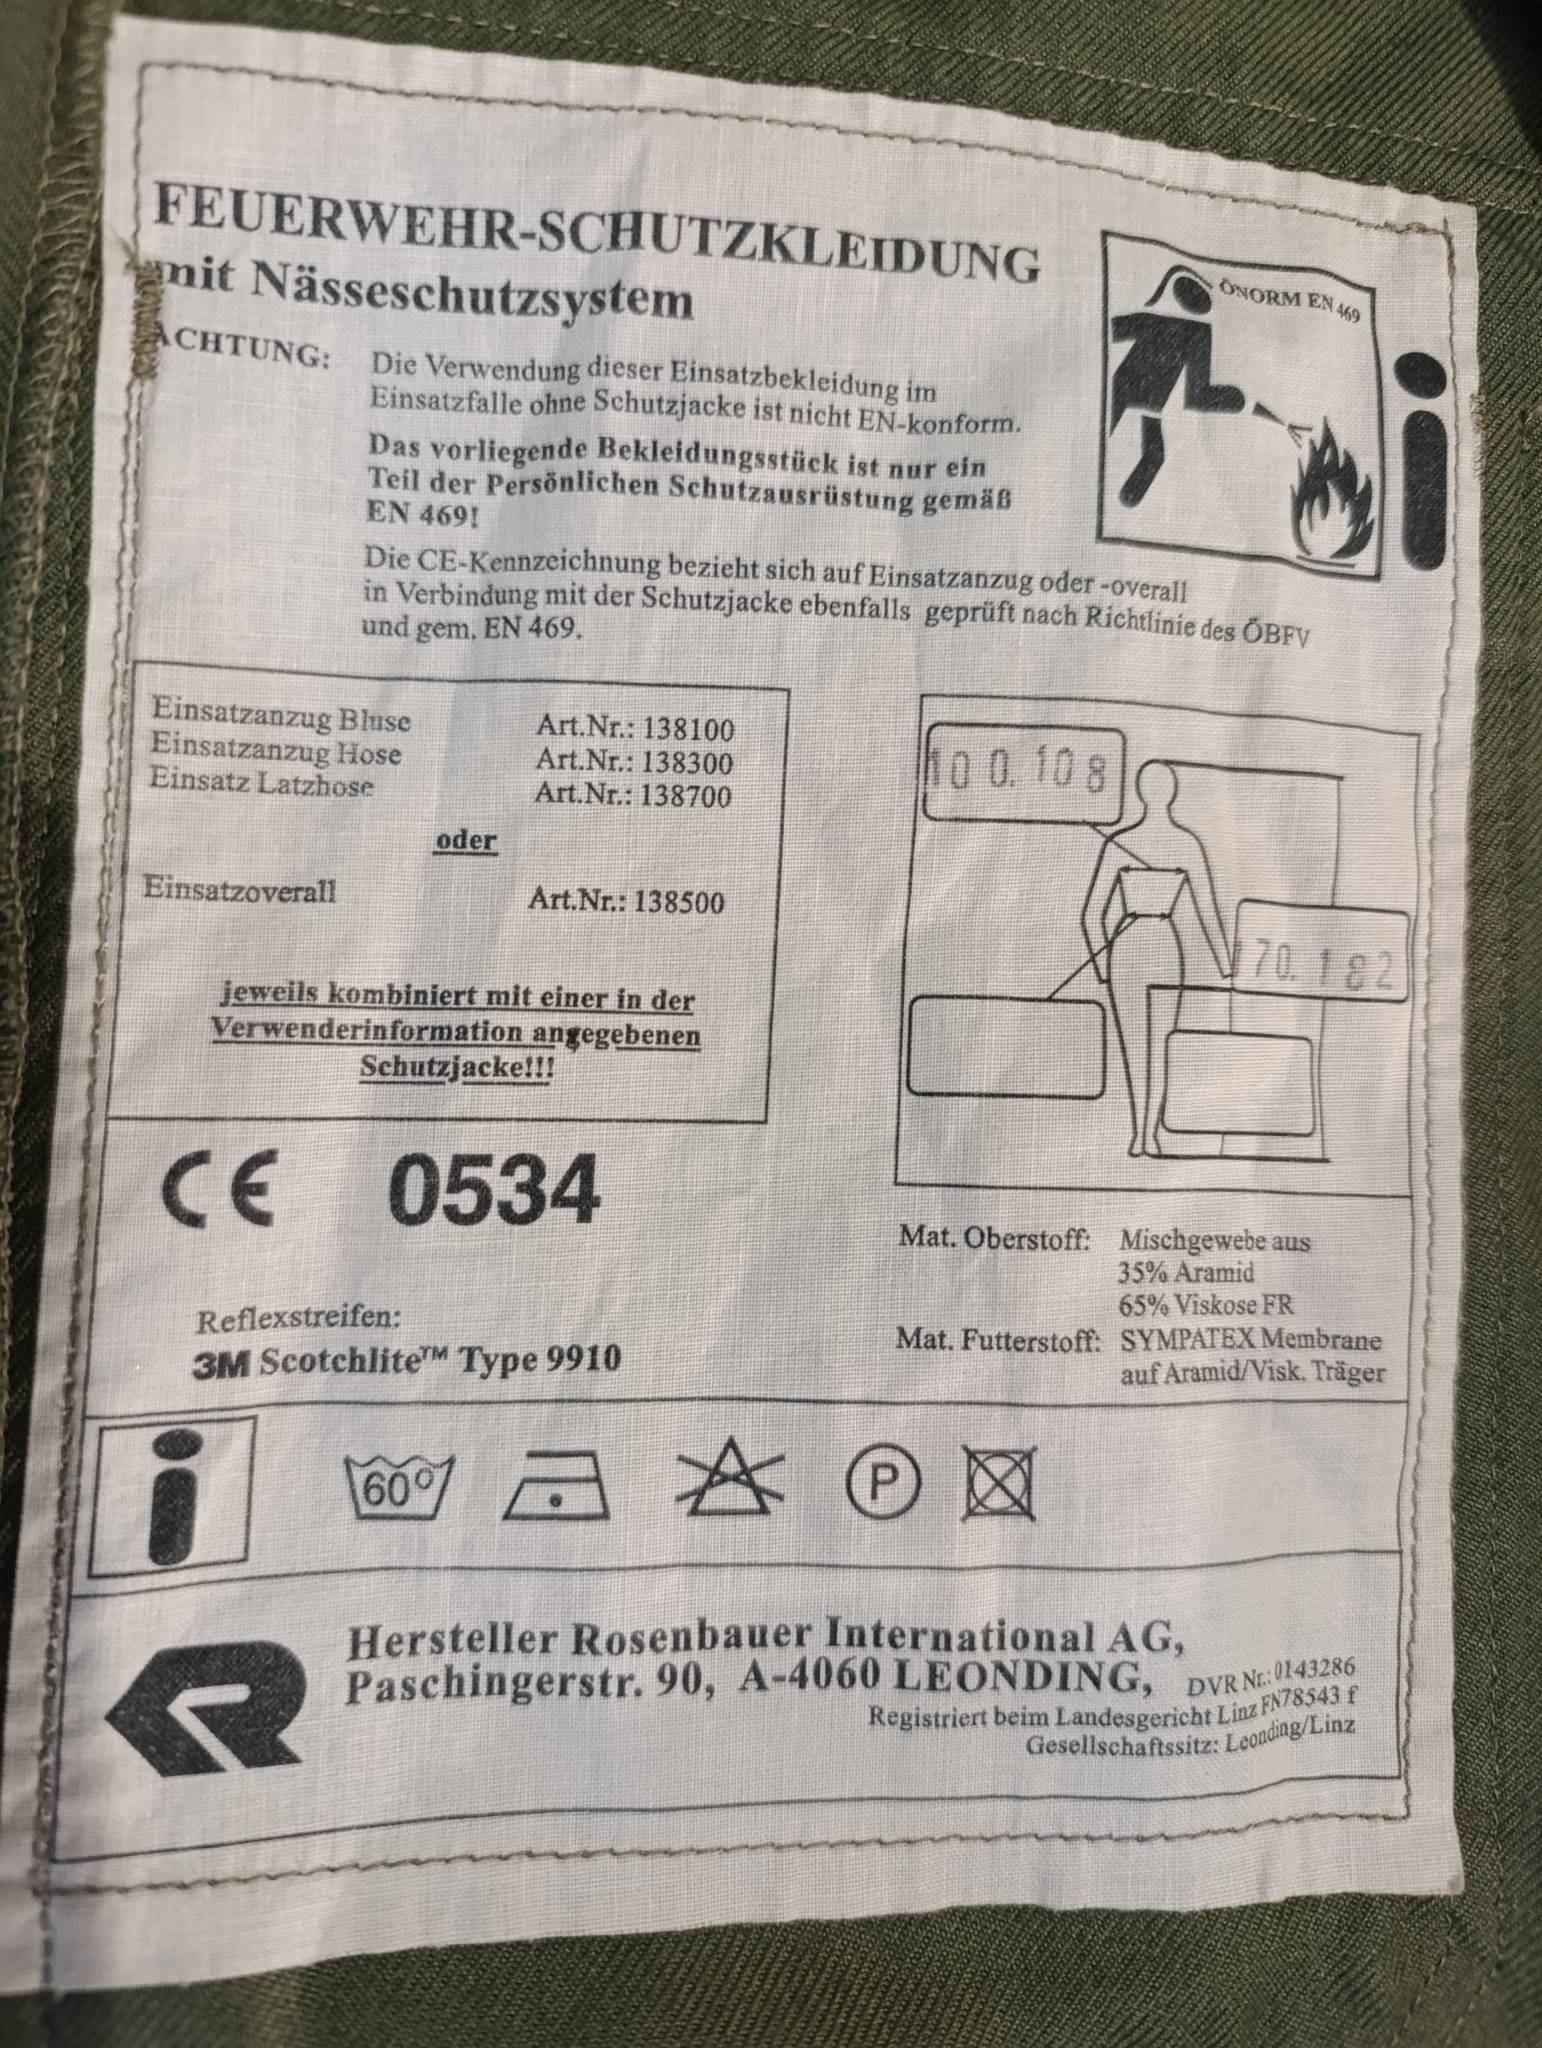 FEUERWEHR-SCHUTZKLEIDUNG
mit Nässeschutzsystem
ÖNORM EN 469
ACHTUNG:
Die Verwendung dieser Einsatzbekleidung im
Einsatzfalle ohne Schutzjacke ist nicht EN-konform.
Das vorliegende Bekleidungsstück ist nur ein
Teil der Persönlichen Schutzausrüstung gemäß
EN 469!
Die CE-Kennzeichnung bezieht sich auf Einsatzanzug oder -overall
in Verbindung mit der Schutzjacke ebenfalls geprüft nach Richtlinie des ÖBFV
und gem. EN 469.
Einsatzanzug Bluse Art.Nr.: 138100
Einsatzanzug Hose Art.Nr.: 138300
Einsatz Latzhose Art.Nr.: 138700
oder
Einsatzoverall Art.Nr.: 138500
jeweils kombiniert mit einer in der
Verwenderinformation angegebenen
Schutzjacke!!!
100.108
170.182
CE 0534
Reflexstreifen:
3M Scotchlite™ Type 9910
Mat. Oberstoff: Mischgewebe aus
35% Aramid
65% Viskose FR
Mat. Futterstoff: SYMPATEX Membrane
auf Aramid/Visk. Träger
i
60°
P
Hersteller Rosenbauer International AG,
Paschingerstr. 90, A-4060 LEONDING, DVR Nr.: 0143286
Registriert beim Landesgericht Linz FN78543 f
Gesellschaftssitz: Leonding/Linz